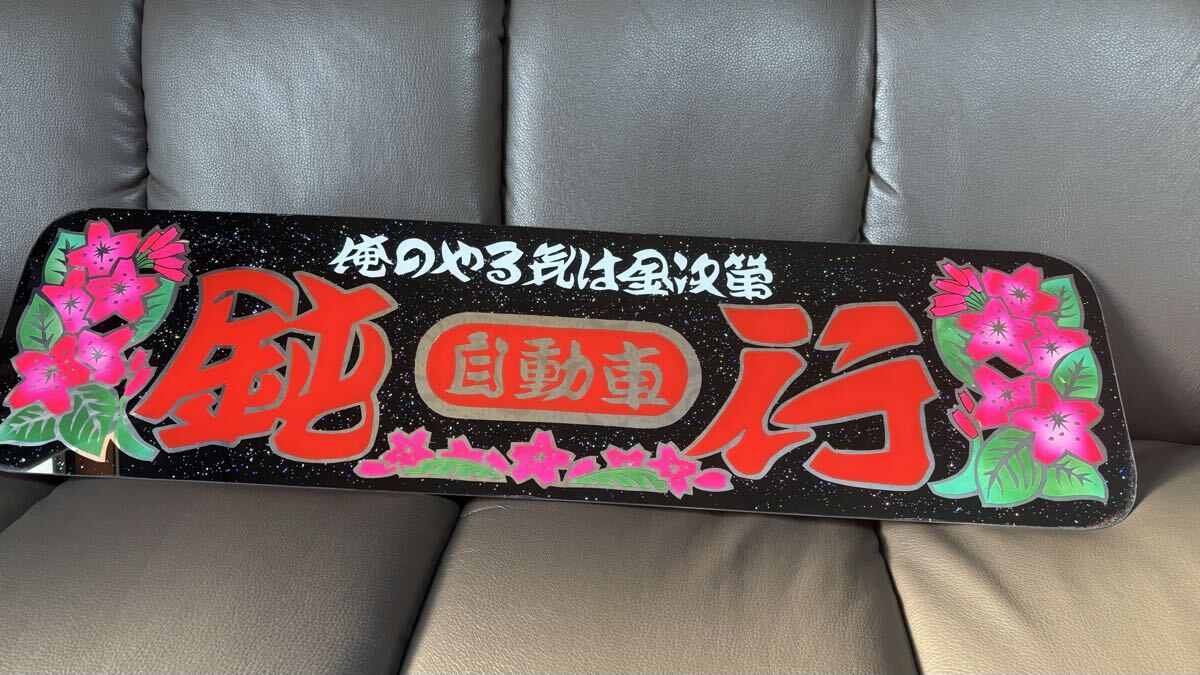 俺のやる気は金次第
鈍 自動車 行